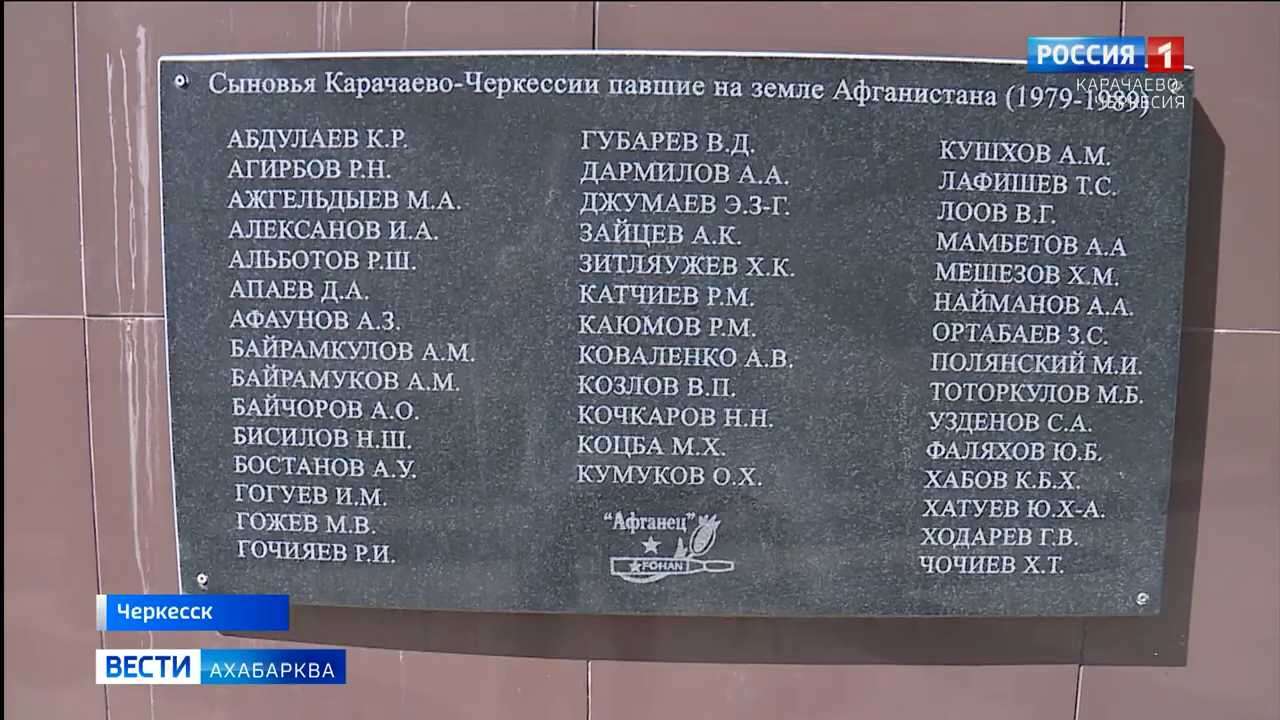 РОССИЯ 1
КАРАЧАЕВО-
ЧЕРКЕСИЯ
Сыновья Карачаево-Черкессии павшие на земле Афганистана (1979-1989)
АБДУЛАЕВ К.Р.
АГИРБОВ Р.Н.
АЖГЕЛЬДЫЕВ М.А.
АЛЕКСАНОВ И.А.
АЛЬБОТОВ Р.Ш.
АПАЕВ Д.А.
АФАУНОВ А.З.
БАЙРАМКУЛОВ А.М.
БАЙРАМУКОВ А.М.
БАЙЧОРОВ А.О.
БИСИЛОВ Н.Ш.
БОСТАНОВ А.У.
ГОГУЕВ И.М.
ГОЖЕВ М.В.
ГОЧИЯЕВ Р.И.
ГУБАРЕВ В.Д.
ДАРМИЛОВ А.А.
ДЖУМАЕВ Э.З-Г.
ЗАЙЦЕВ А.К.
ЗИТЛЯУЖЕВ Х.К.
КАТЧИЕВ Р.М.
КАЮМОВ Р.М.
КОВАЛЕНКО А.В.
КОЗЛОВ В.П.
КОЧКАРОВ Н.Н.
КОЦБА М.Х.
КУМУКОВ О.Х.
"Афганец"
FОНАN
КУШХОВ А.М.
ЛАФИШЕВ Т.С.
ЛООВ В.Г.
МАМБЕТОВ А.А
МЕШЕЗОВ Х.М.
НАЙМАНОВ А.А.
ОРТАБАЕВ З.С.
ПОЛЯНСКИЙ М.И.
ТОТОРКУЛОВ М.Б.
УЗДЕНОВ С.А.
ФАЛЯХОВ Ю.Б.
ХАБОВ К.Б.Х.
ХАТУЕВ Ю.Х-А.
ХОДАРЕВ Г.В.
ЧОЧИЕВ Х.Т.
Черкесск
ВЕСТИ АХАБАРКВА